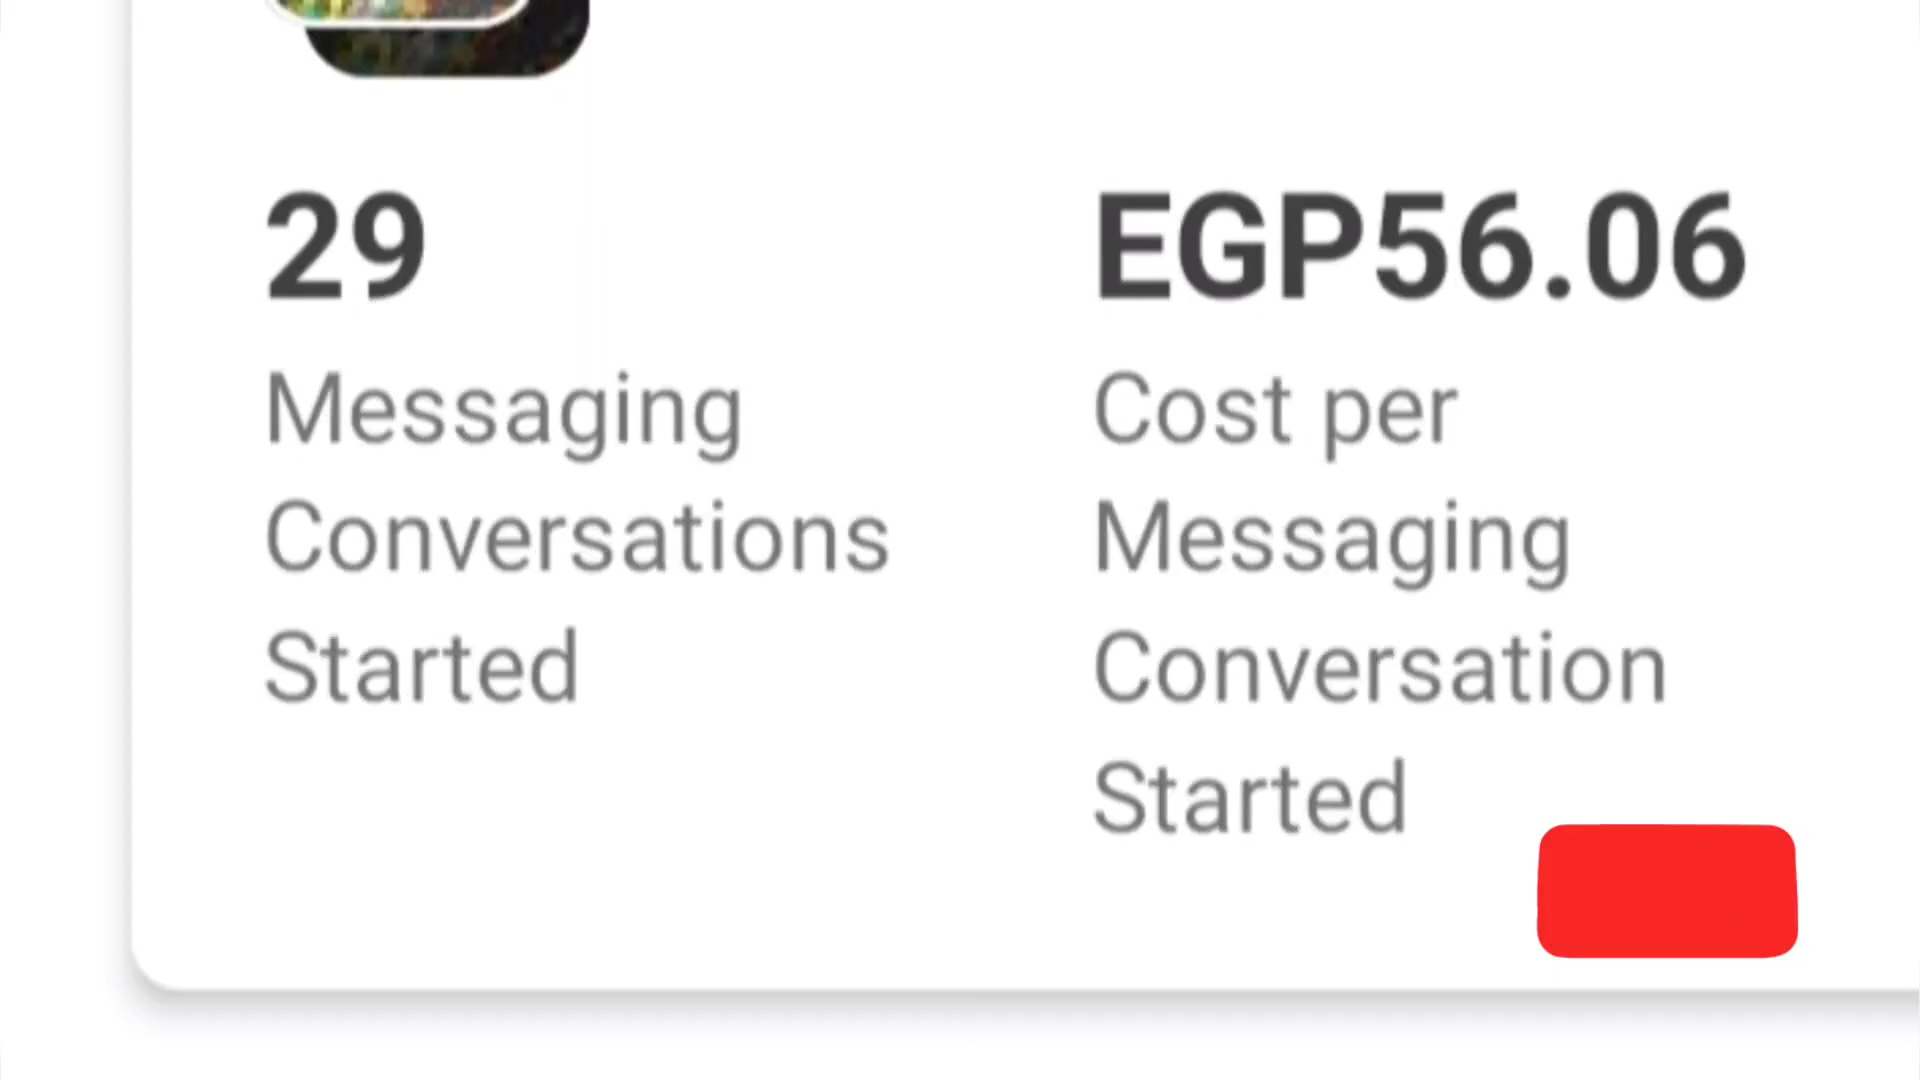 29
EGP56.06
Messaging
Conversations
Started
Cost per
Messaging
Conversation
Started